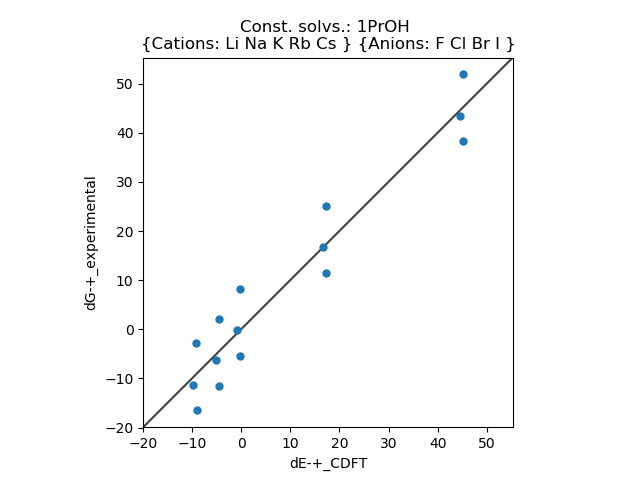 Const. solvs.: 1PrOH
{Cations: Li Na K Rb Cs } {Anions: F Cl Br I }
50
40
30
20
10
0
−10
−20
dG-+_experimental
−20 −10 0 10 20 30 40 50
dE-+_CDFT